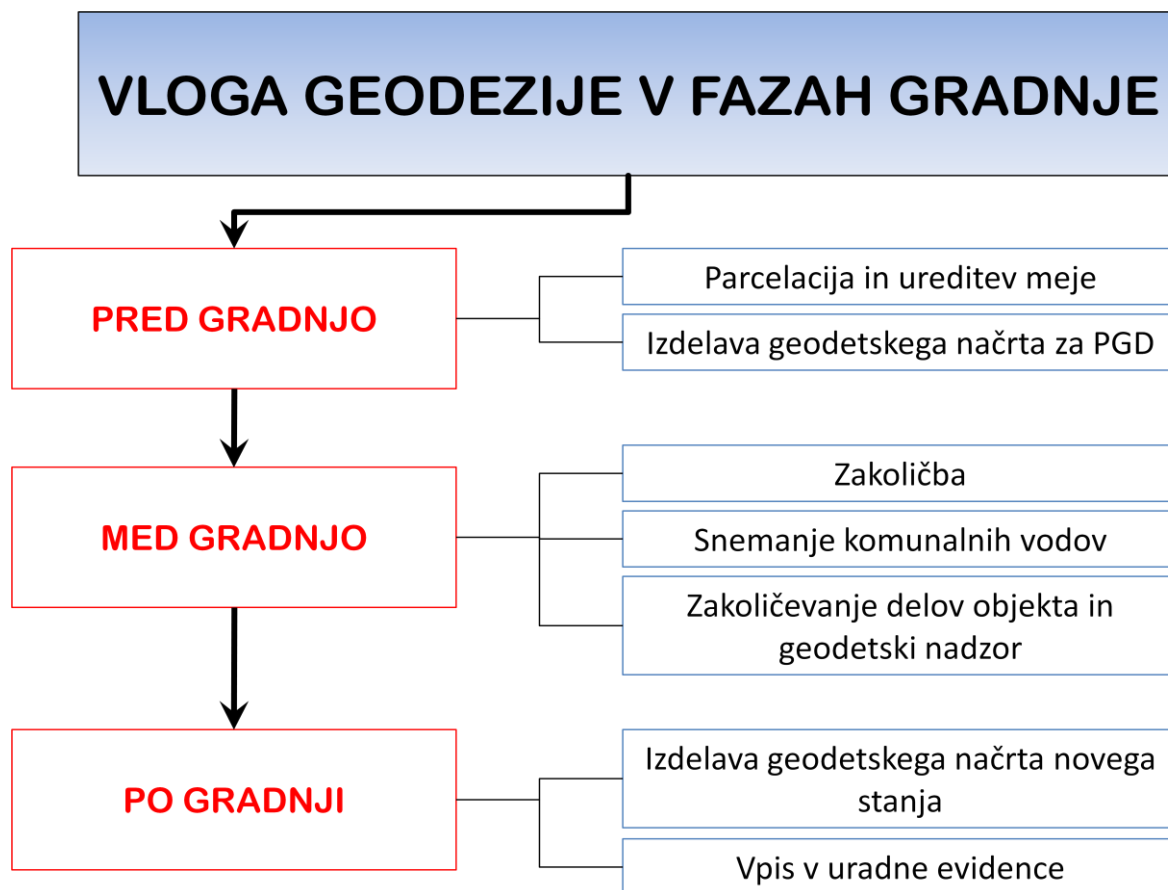 VLOGA GEODEZIJE V FAZAH GRADNJE
PRED GRADNJO
Parcelacija in ureditev meje
Izdelava geodetskega načrta za PGD
MED GRADNJO
Zakoličba
Snemanje komunalnih vodov
Zakoličevanje delov objekta in
geodetski nadzor
PO GRADNJI
Izdelava geodetskega načrta novega
stanja
Vpis v uradne evidence